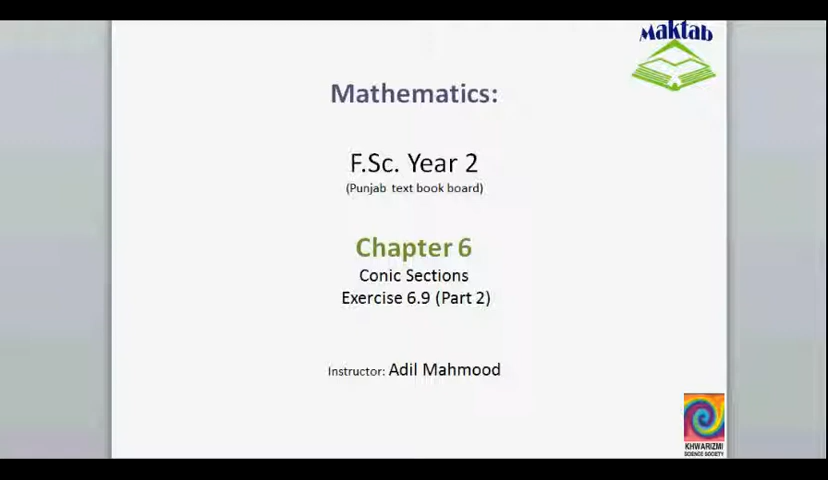 Maktab
Mathematics:
F.Sc. Year 2
(Punjab text book board)
Chapter 6
Conic Sections
Exercise 6.9 (Part 2)
Instructor: Adil Mahmood
KHWARIZMI
SCIENCE SOCIETY